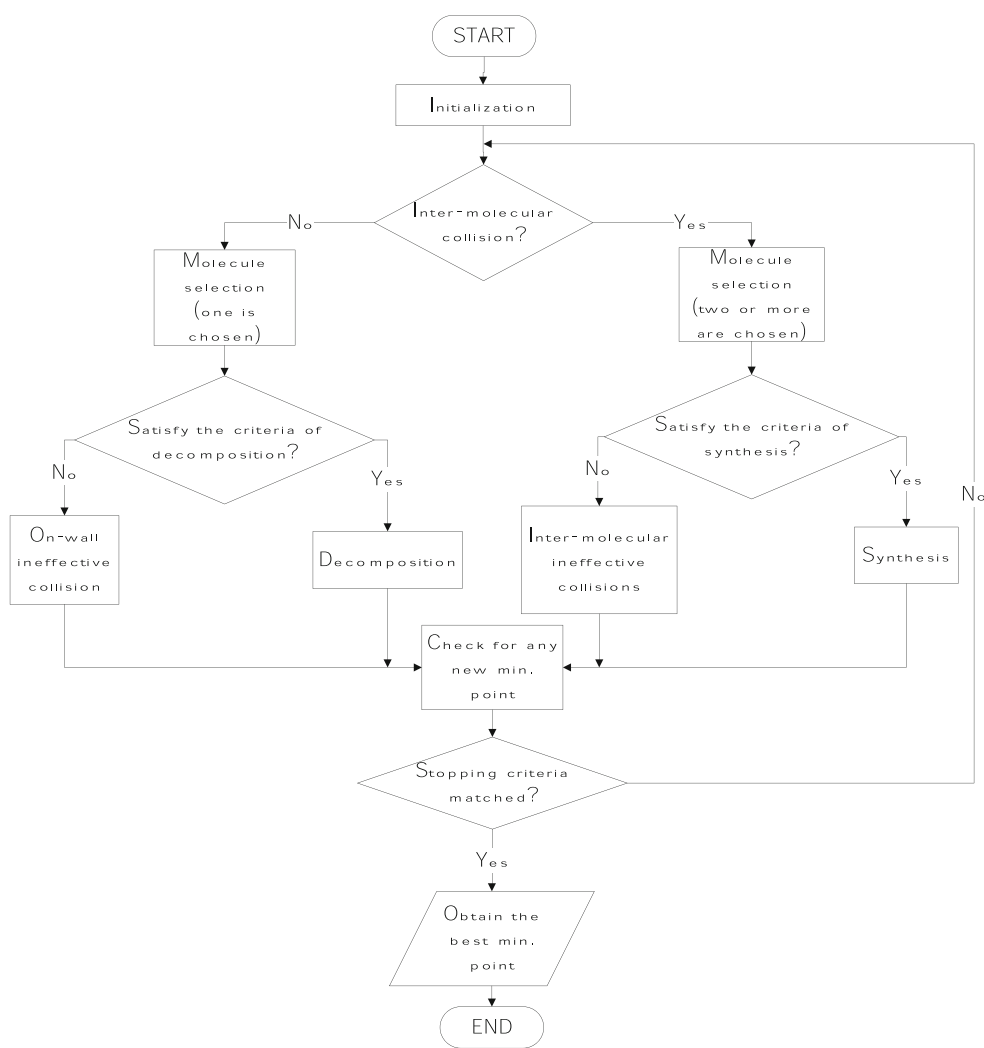 START
Initialization
Inter-molecular
collision?
No
Yes
Molecule
selection
(one is
chosen)
Molecule
selection
(two or more
are chosen)
Satisfy the criteria of
decomposition?
Satisfy the criteria of
synthesis?
No
Yes
No
Yes
No
On-wall
ineffective
collision
Decomposition
Inter-molecular
ineffective
collisions
Synthesis
Check for any
new min.
point
Stopping criteria
matched?
Yes
Obtain the
best min.
point
END